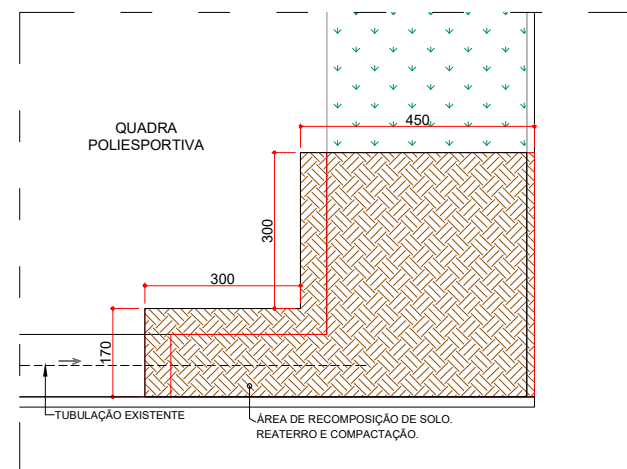 450
QUADRA
POLIESPORTIVA
300
300
170
TUBULAÇÃO EXISTENTE
ÁREA DE RECOMPOSIÇÃO DE SOLO.
REATERRO E COMPACTAÇÃO.